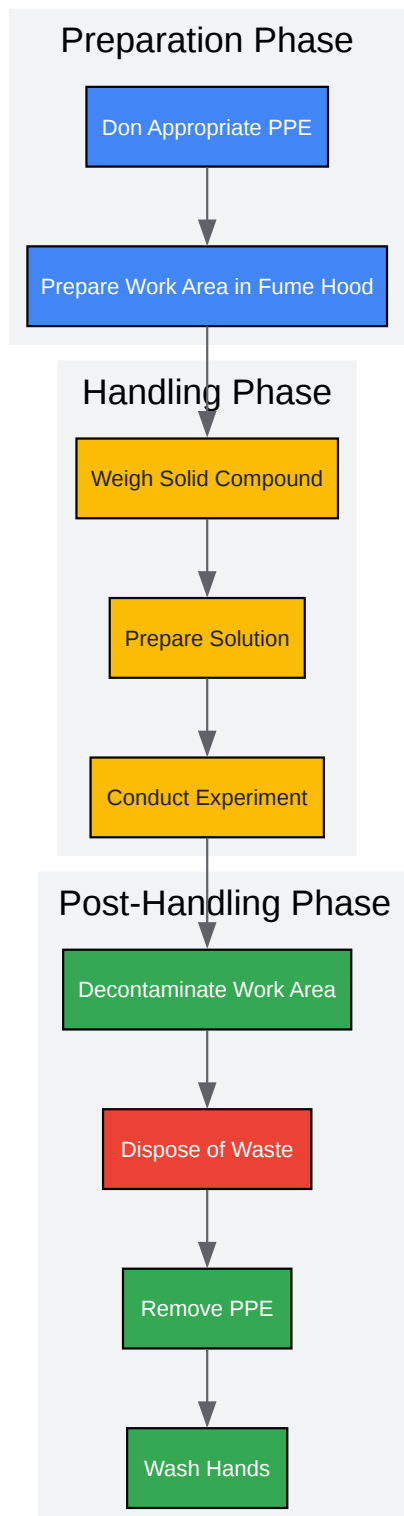 Preparation Phase
Don Appropriate PPE
Prepare Work Area in Fume Hood
Handling Phase
Weigh Solid Compound
Prepare Solution
Conduct Experiment
Post-Handling Phase
Decontaminate Work Area
Dispose of Waste
Remove PPE
Wash Hands